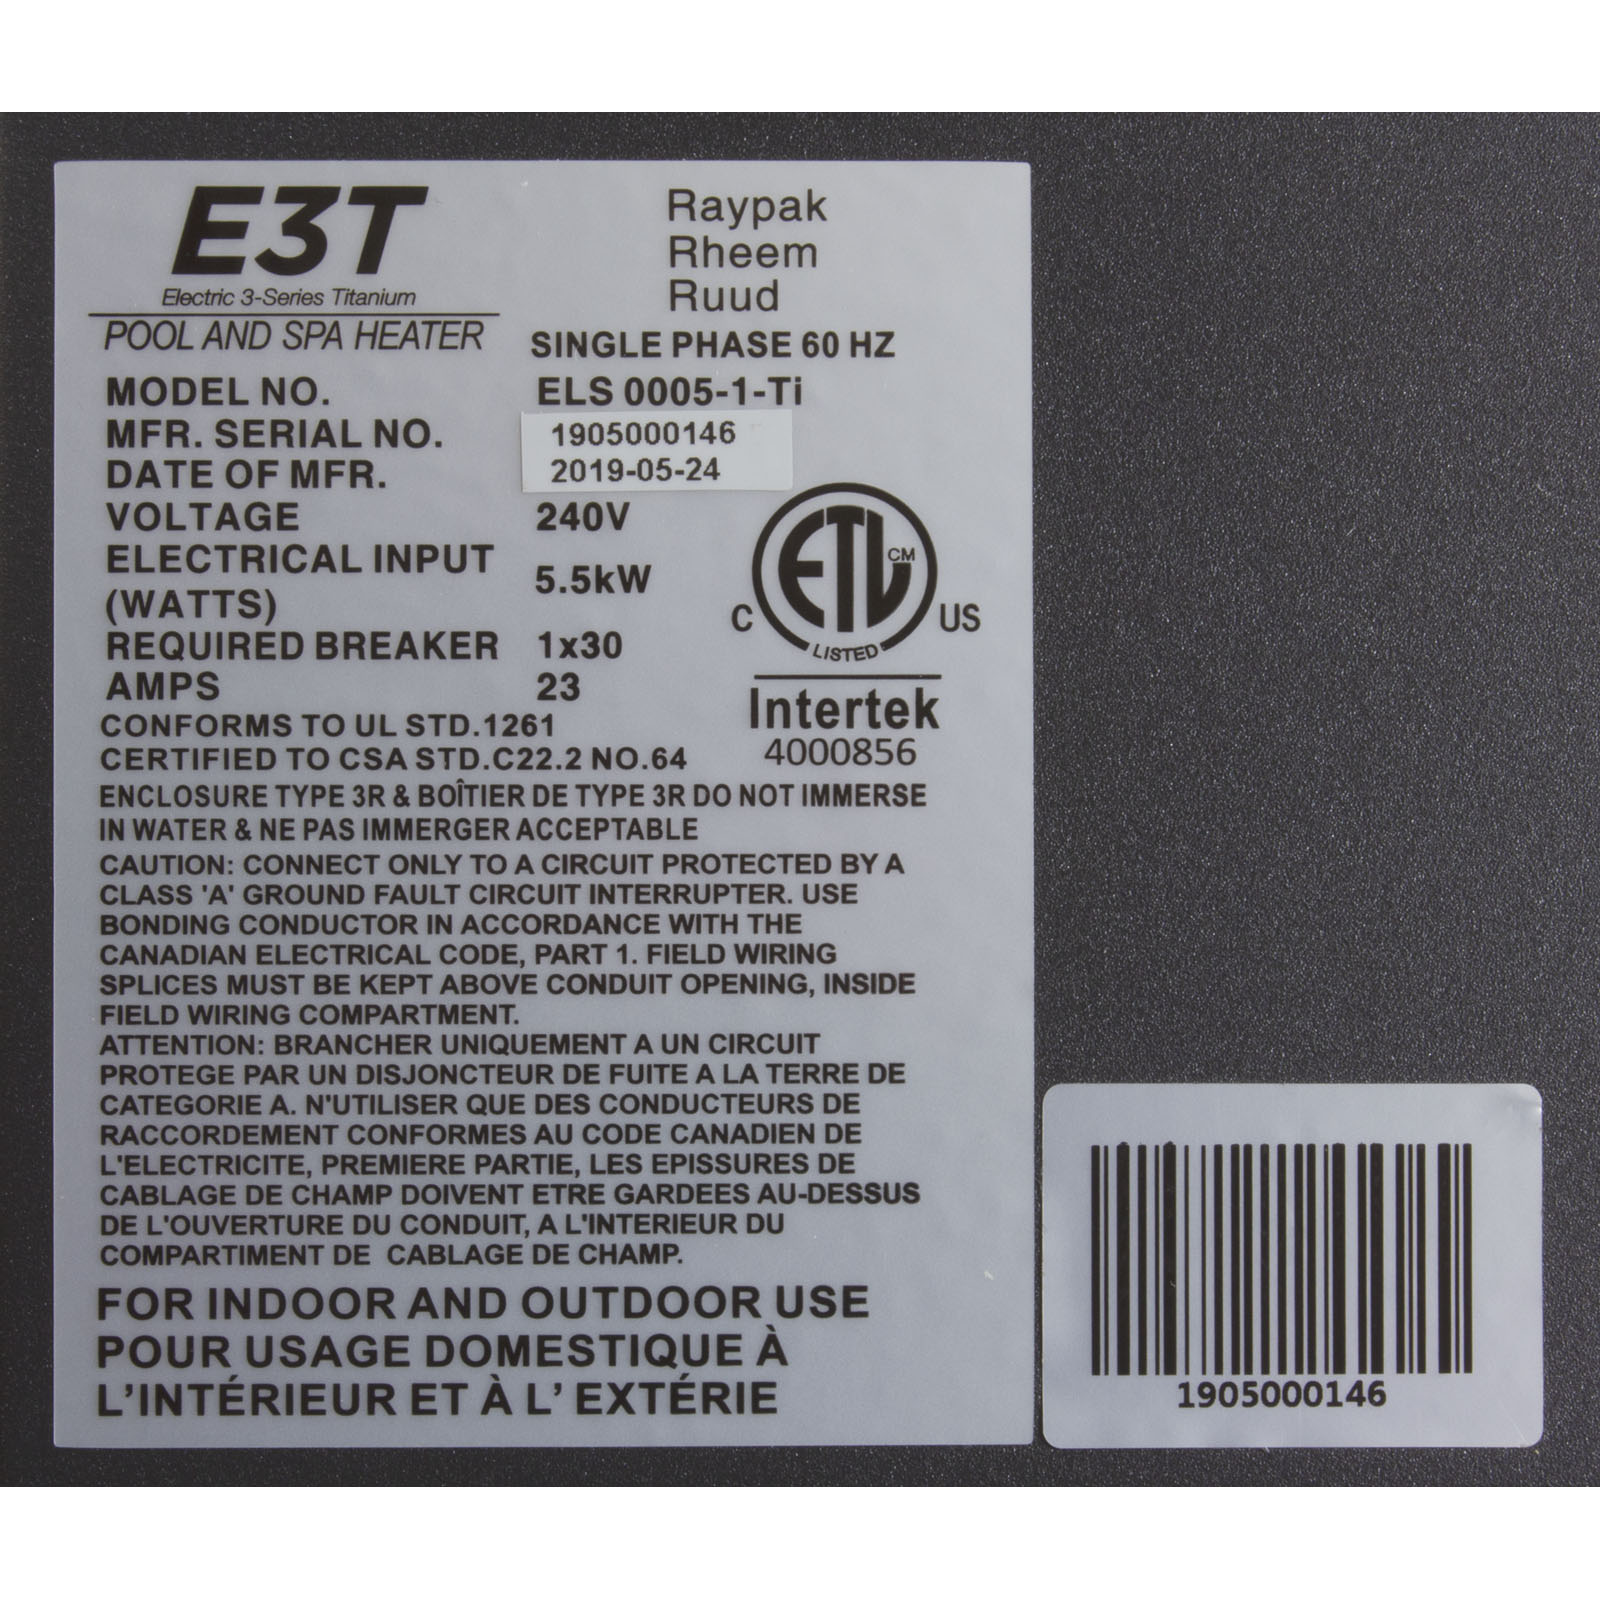 E3T
Electric 3-Series Titanium
POOL AND SPA HEATER
Raypak
Rheem
Ruud
SINGLE PHASE 60 HZ
MODEL NO. ELS 0005-1-Ti
MFR. SERIAL NO. 1905000146
DATE OF MFR. 2019-05-24
VOLTAGE 240V
ELECTRICAL INPUT
(WATTS) 5.5kW
REQUIRED BREAKER 1x30
AMPS 23
ETL CM
C US
LISTED
Intertek
4000856
CONFORMS TO UL STD.1261
CERTIFIED TO CSA STD.C22.2 NO.64
ENCLOSURE TYPE 3R & BOÎTIER DE TYPE 3R DO NOT IMMERSE
IN WATER & NE PAS IMMERGER ACCEPTABLE
CAUTION: CONNECT ONLY TO A CIRCUIT PROTECTED BY A
CLASS 'A' GROUND FAULT CIRCUIT INTERRUPTER. USE
BONDING CONDUCTOR IN ACCORDANCE WITH THE
CANADIAN ELECTRICAL CODE, PART 1. FIELD WIRING
SPLICES MUST BE KEPT ABOVE CONDUIT OPENING, INSIDE
FIELD WIRING COMPARTMENT.
ATTENTION: BRANCHER UNIQUEMENT A UN CIRCUIT
PROTEGE PAR UN DISJONCTEUR DE FUITE A LA TERRE DE
CATEGORIE A. N'UTILISER QUE DES CONDUCTEURS DE
RACCORDEMENT CONFORMES AU CODE CANADIEN DE
L'ELECTRICITE, PREMIERE PARTIE, LES EPISSURES DE
CABLAGE DE CHAMP DOIVENT ETRE GARDEES AU-DESSUS
DE L'OUVERTURE DU CONDUIT, A L'INTERIEUR DU
COMPARTIMENT DE CABLAGE DE CHAMP.
FOR INDOOR AND OUTDOOR USE
POUR USAGE DOMESTIQUE À
L'INTÉRIEUR ET À L' EXTÉRIE
1905000146